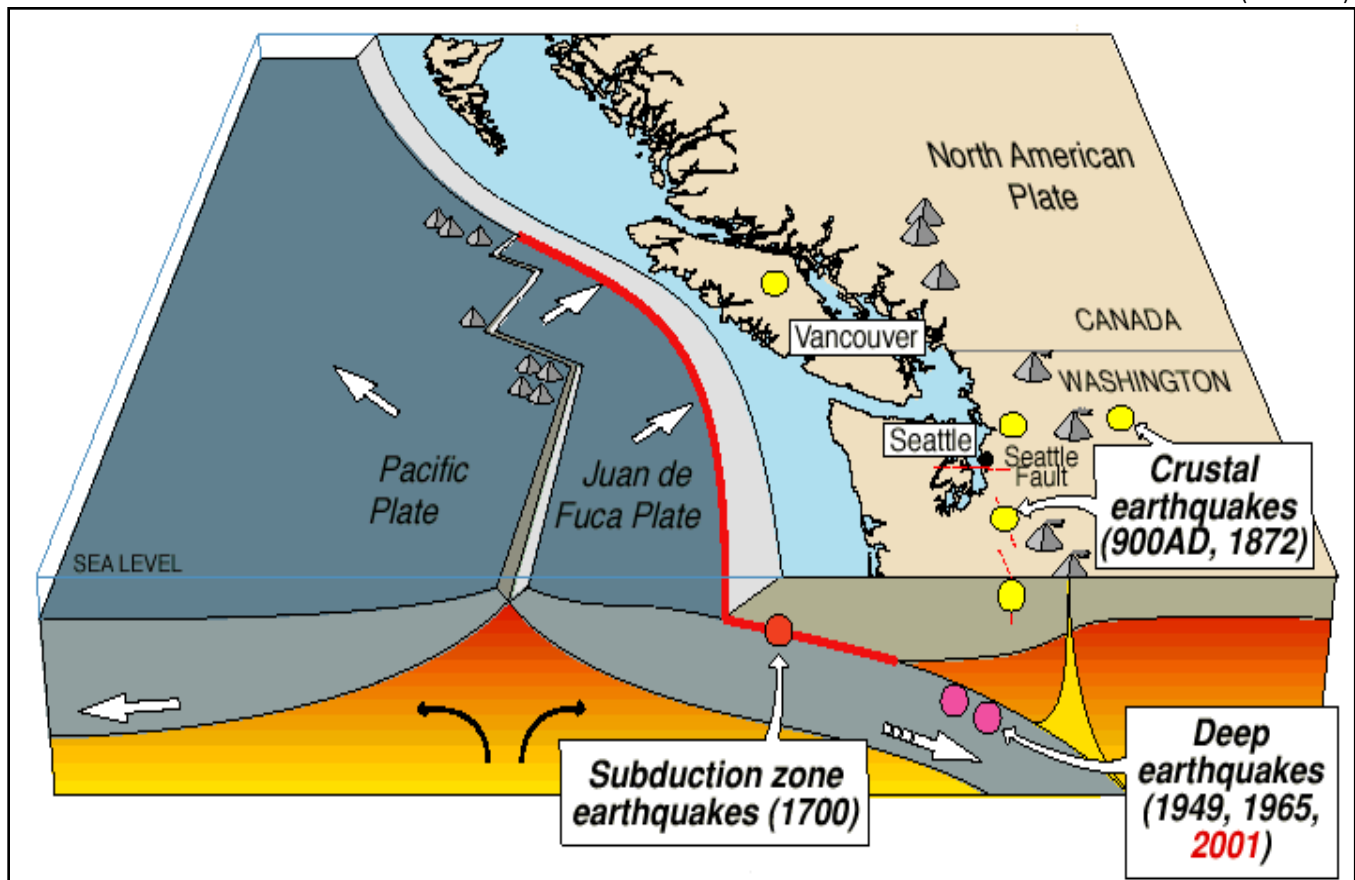 North American
Plate
CANADA
Vancouver
WASHINGTON
Seattle
Seattle
Fault
Pacific
Plate
Juan de
Fuca Plate
Crustal
earthquakes
(900AD, 1872)
SEA LEVEL
Subduction zone
earthquakes (1700)
Deep
earthquakes
(1949, 1965,
2001)